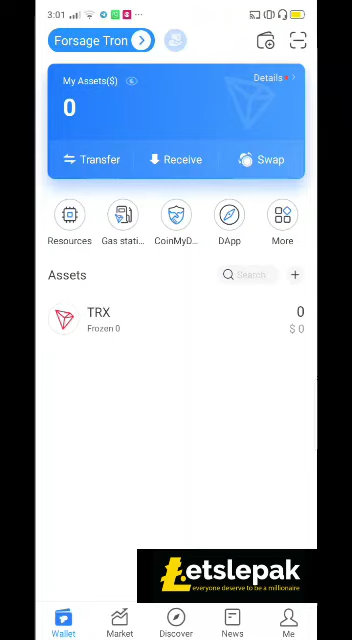 3:01
Forsage Tron
My Assets($)
Details
0
Transfer
Receive
Swap
Resources
Gas stati...
CoinMyD...
DApp
More
Assets
Search
TRX
0
Frozen 0
$ 0
Letslepak
everyone deserve to be a millionaire
Wallet
Market
Discover
News
Me